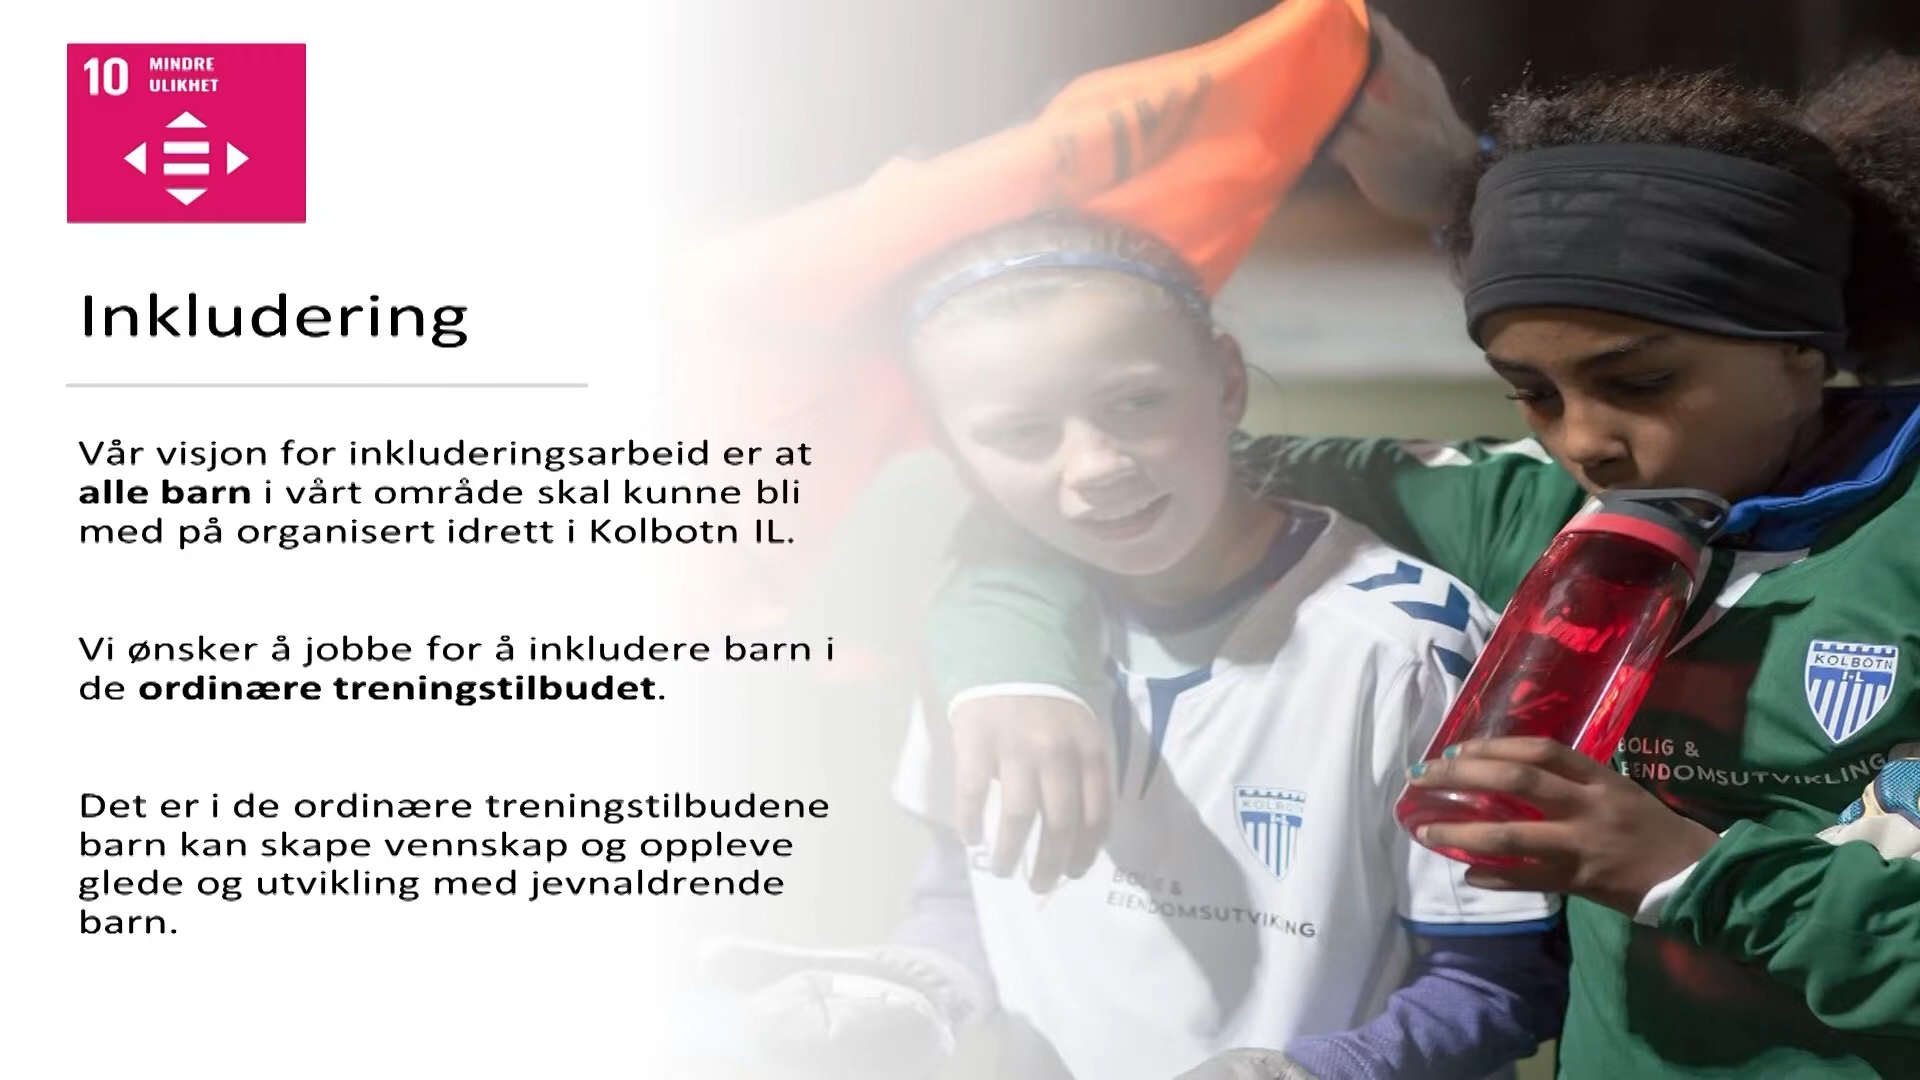 10 MINDRE
ULIKHET
Inkludering
Vår visjon for inkluderingsarbeid er at
alle barn i vårt område skal kunne bli
med på organisert idrett i Kolbotn IL.
Vi ønsker å jobbe for å inkludere barn i
de ordinære treningstilbudet.
Det er i de ordinære treningstilbudene
barn kan skape vennskap og oppleve
glede og utvikling med jevnaldrende
barn.
KOLBOTN
I·L
BOLIG &
EIENDOMSUTVIKLING
KOLBOTN
I·L
BOLIG &
EIENDOMSUTVIKING